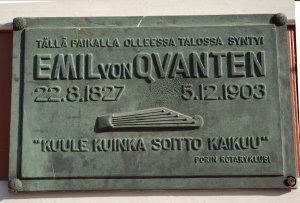 TÄLLÄ PAIKALLA OLLEESSA TALOSSA SYNTYI
EMIL VON QVANTEN
22.8.1827 5.12.1903
"KUULE KUINKA SOITTO KAIKUU"
PORIN ROTARYKLUBI